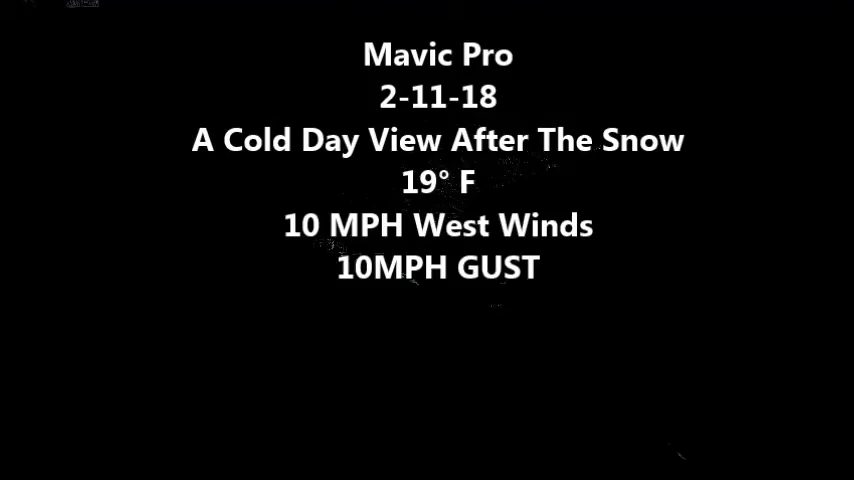 Mavic Pro
2-11-18
A Cold Day View After The Snow
19° F
10 MPH West Winds
10MPH GUST